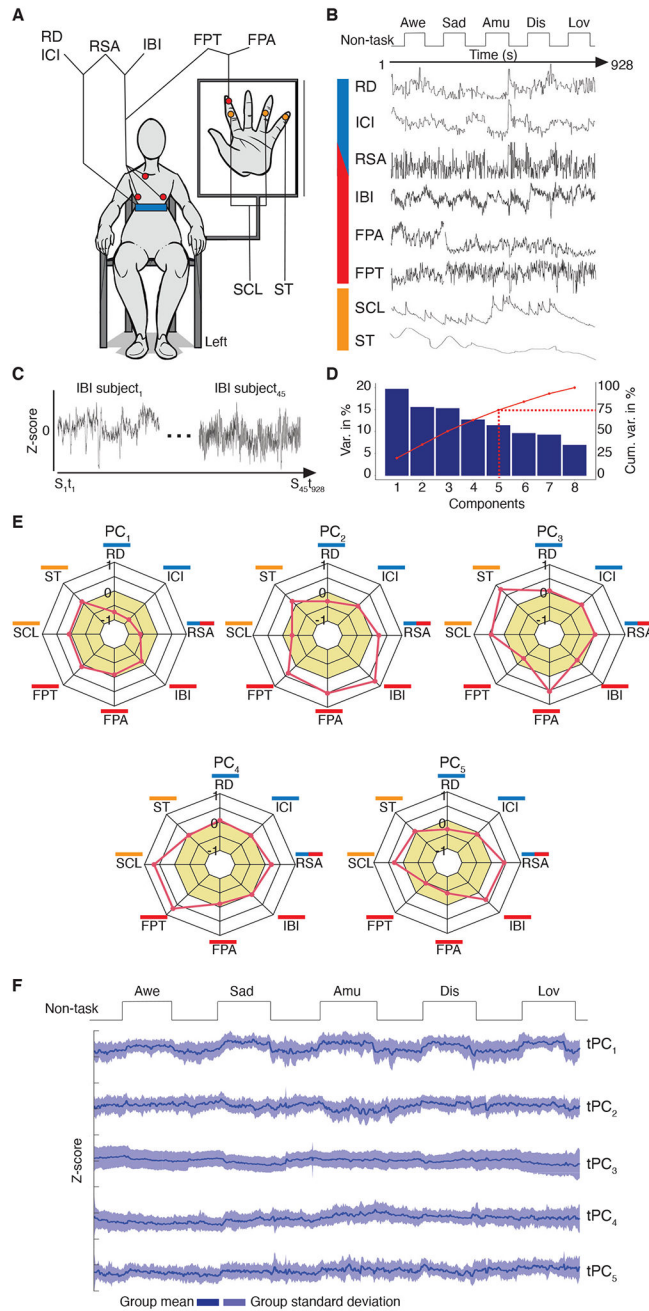 A
RD
ICI
RSA
IBI
FPT
FPA
SCL
ST
Left
B
Awe Sad Amu Dis Lov
Non-task
Time (s)
1
928
RD
ICI
RSA
IBI
FPA
FPT
SCL
ST
C
IBI subject1
IBI subject45
Z-score
0
S1t1
S45t928
D
20
15
10
5
0
Var. in %
100
75
50
25
0
Cum. var. in %
1 2 3 4 5 6 7 8
Components
E
PC1
RD
ICI
RSA
IBI
FPA
FPT
SCL
ST
1
0
-1
PC2
RD
ICI
RSA
IBI
FPA
FPT
SCL
ST
1
0
-1
PC3
RD
ICI
RSA
IBI
FPA
FPT
SCL
ST
1
0
-1
PC4
RD
ICI
RSA
IBI
FPA
FPT
SCL
ST
1
0
-1
PC5
RD
ICI
RSA
IBI
FPA
FPT
SCL
ST
1
0
-1
F
Awe Sad Amu Dis Lov
Non-task
Z-score
tPC1
tPC2
tPC3
tPC4
tPC5
Group mean
Group standard deviation